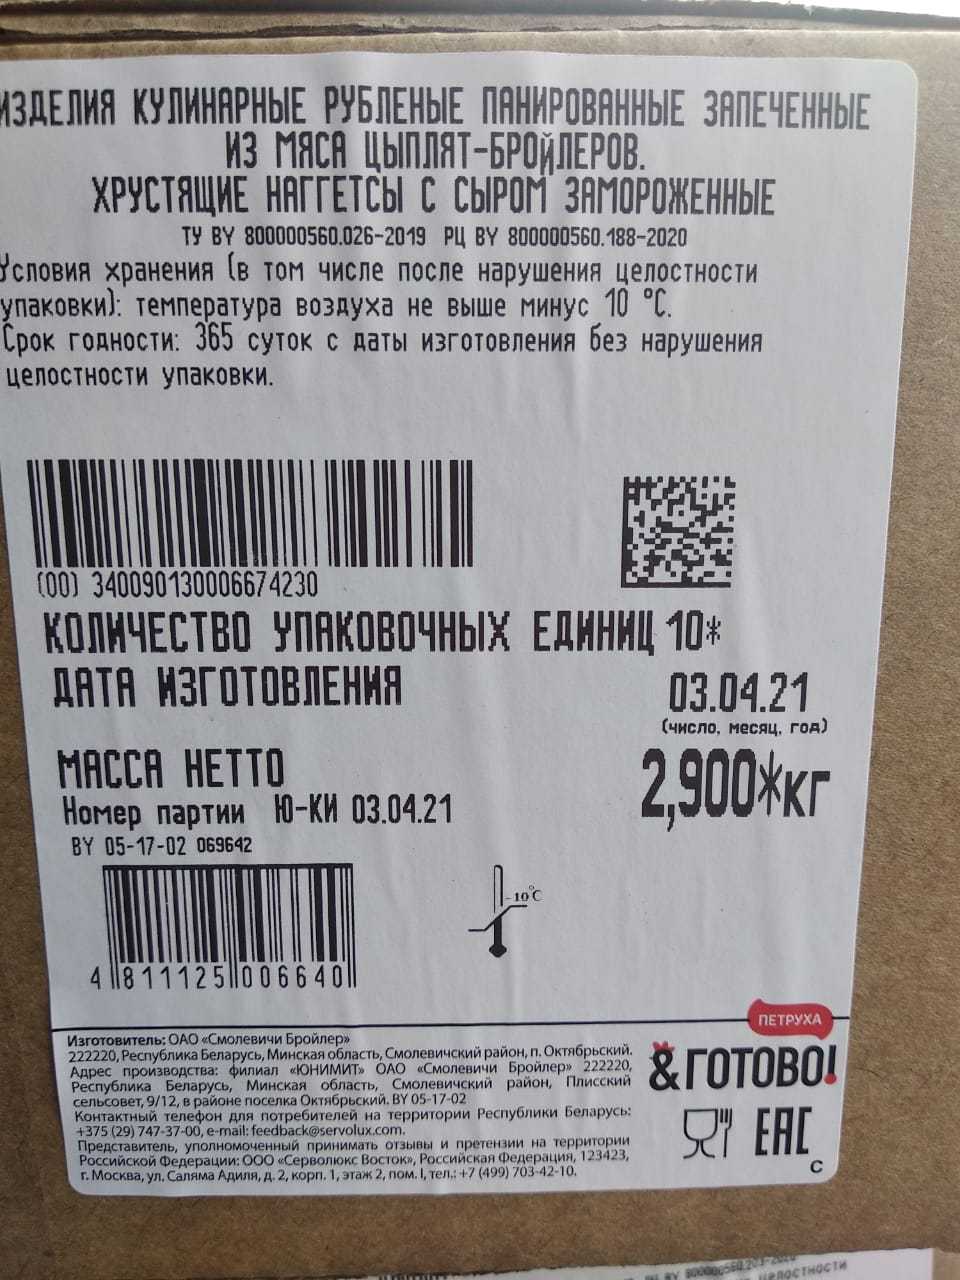 ИЗДЕЛИЯ КУЛИНАРНЫЕ РУБЛЕНЫЕ ПАНИРОВАННЫЕ ЗАПЕЧЕННЫЕ
ИЗ МЯСА ЦЫПЛЯТ-БРОЙЛЕРОВ.
ХРУСТЯЩИЕ НАГГЕТСЫ С СЫРОМ ЗАМОРОЖЕННЫЕ
ТУ BY 800000560.026-2019 РЦ BY 800000560.188-2020
Условия хранения (в том числе после нарушения целостности
упаковки): температура воздуха не выше минус 10 °С.
Срок годности: 365 суток с даты изготовления без нарушения
целостности упаковки.
(00) 340090130006674230
КОЛИЧЕСТВО УПАКОВОЧНЫХ ЕДИНИЦ 10*
ДАТА ИЗГОТОВЛЕНИЯ 03.04.21
(число, месяц, год)
МАССА НЕТТО 2,900*кг
Номер партии Ю-КИ 03.04.21
BY 05-17-02 069642
-10°C
4 811125 006640
ПЕТРУХА
&ГОТОВО!
Изготовитель: ОАО «Смолевичи Бройлер»
222220, Республика Беларусь, Минская область, Смолевичский район, п. Октябрьский.
Адрес производства: филиал «ЮНИМИТ» ОАО «Смолевичи Бройлер» 222220,
Республика Беларусь, Минская область, Смолевичский район, Плисский
сельсовет, 9/12, в районе поселка Октябрьский. BY 05-17-02
Контактный телефон для потребителей на территории Республики Беларусь:
+375 (29) 747-37-00, e-mail: feedback@servolux.com.
Представитель, уполномоченный принимать отзывы и претензии на территории
Российской Федерации: ООО «Серволюкс Восток», Российская Федерация, 123423,
г. Москва, ул. Саляма Адиля, д. 2, корп. 1, этаж 2, пом. I, тел.: +7 (499) 703-42-10.
EAC
С